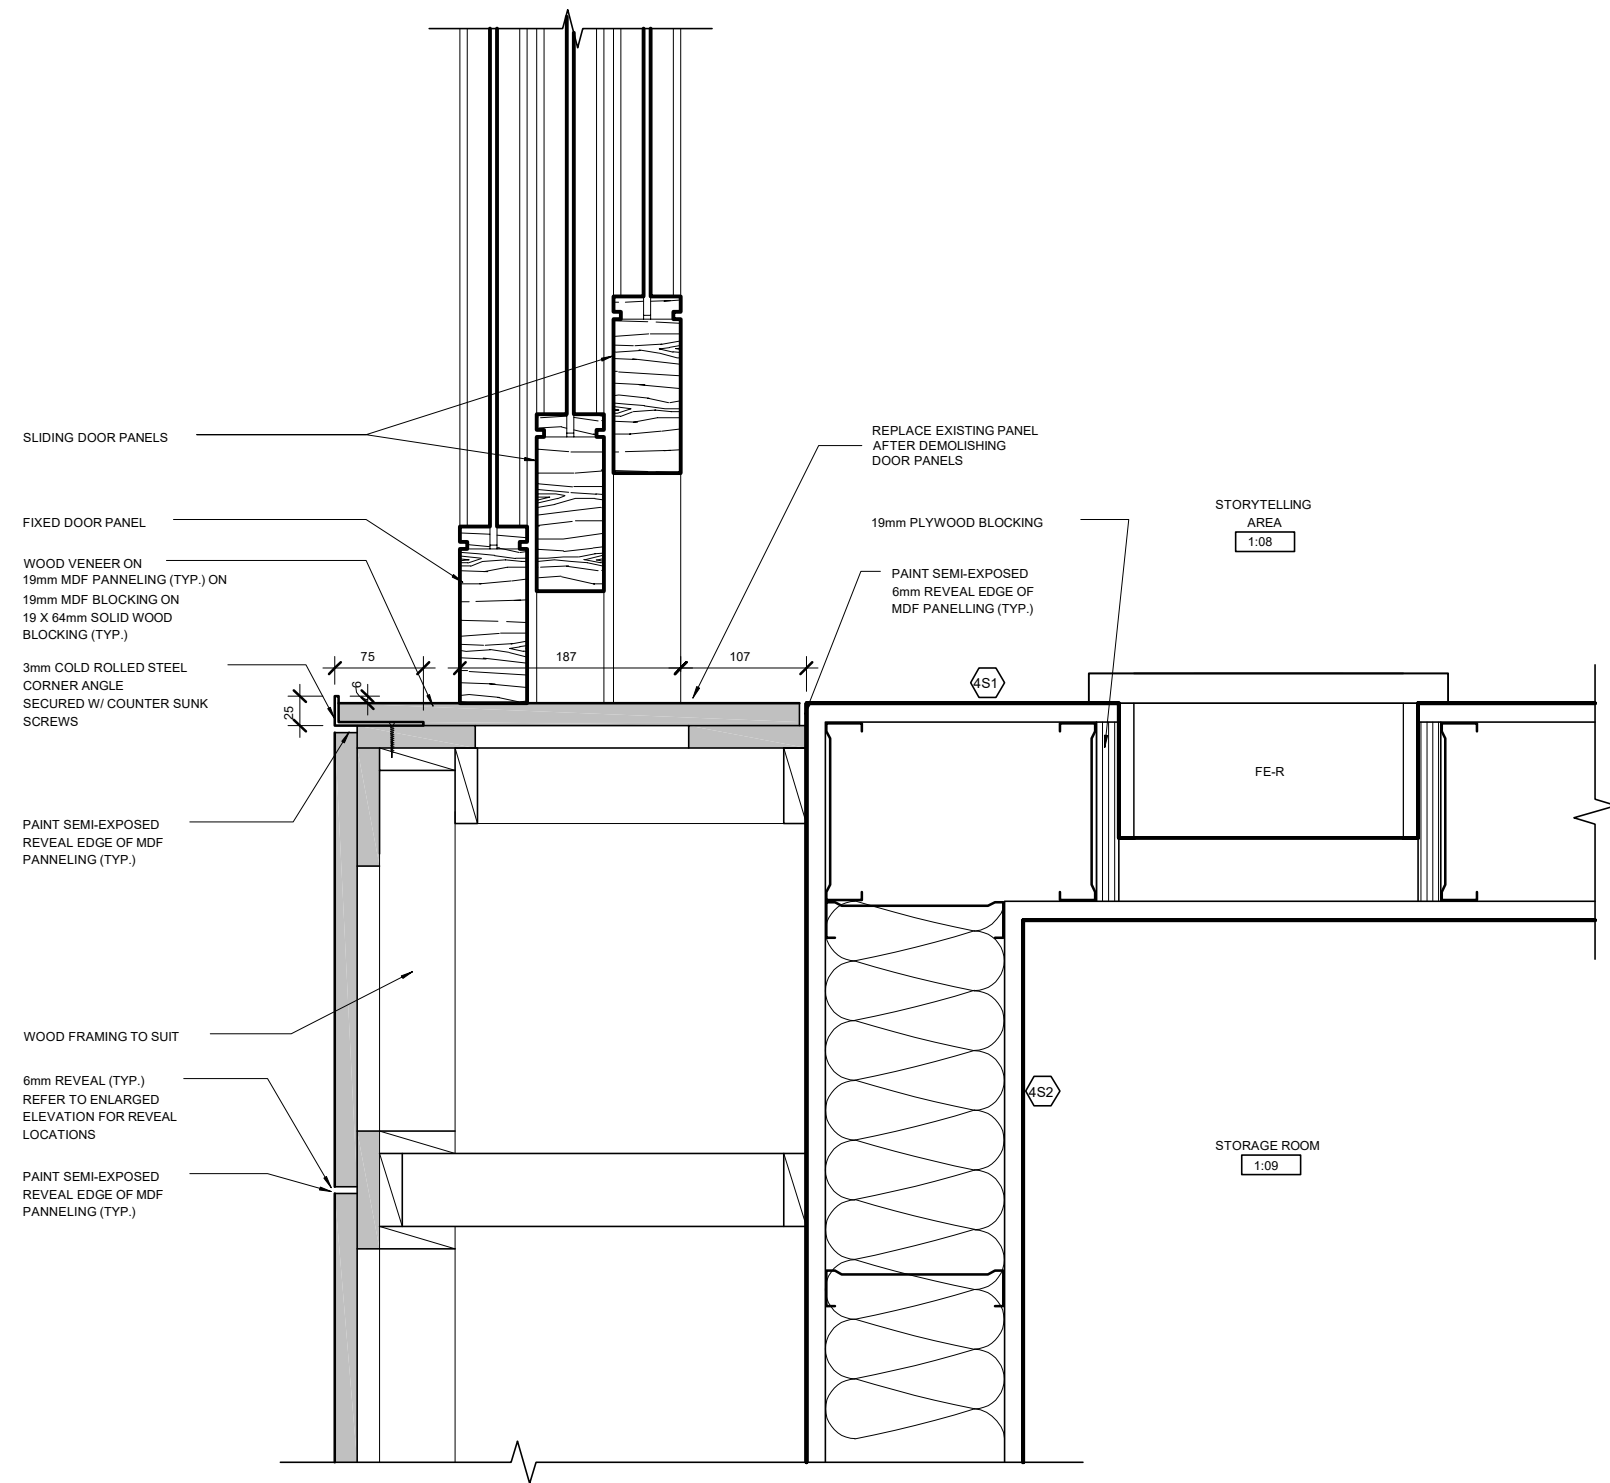 SLIDING DOOR PANELS
FIXED DOOR PANEL
WOOD VENEER ON
19mm MDF PANNELING (TYP.) ON
19mm MDF BLOCKING ON
19 X 64mm SOLID WOOD
BLOCKING (TYP.)
3mm COLD ROLLED STEEL
CORNER ANGLE
SECURED W/ COUNTER SUNK
SCREWS
PAINT SEMI-EXPOSED
REVEAL EDGE OF MDF
PANNELING (TYP.)
WOOD FRAMING TO SUIT
6mm REVEAL (TYP.)
REFER TO ENLARGED
ELEVATION FOR REVEAL
LOCATIONS
PAINT SEMI-EXPOSED
REVEAL EDGE OF MDF
PANNELING (TYP.)
75
187
107
6
25
REPLACE EXISTING PANEL
AFTER DEMOLISHING
DOOR PANELS
19mm PLYWOOD BLOCKING
PAINT SEMI-EXPOSED
6mm REVEAL EDGE OF
MDF PANELLING (TYP.)
STORYTELLING
AREA
1:08
4S1
FE-R
4S2
STORAGE ROOM
1:09